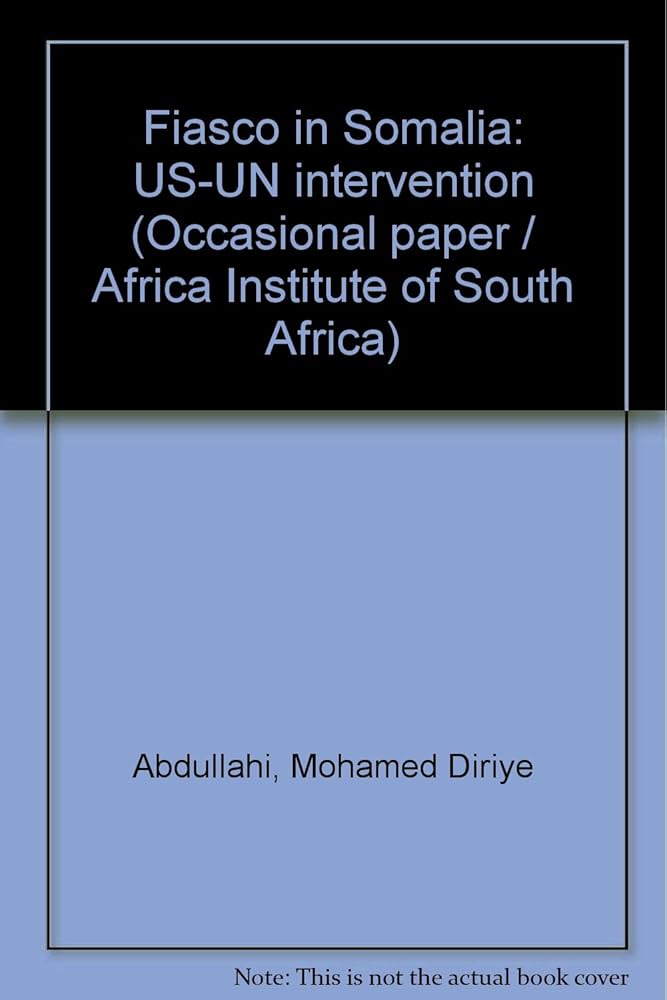 Fiasco in Somalia:
US-UN intervention
(Occasional paper /
Africa Institute of South
Africa)
Abdullahi, Mohamed Diriye
Note: This is not the actual book cover